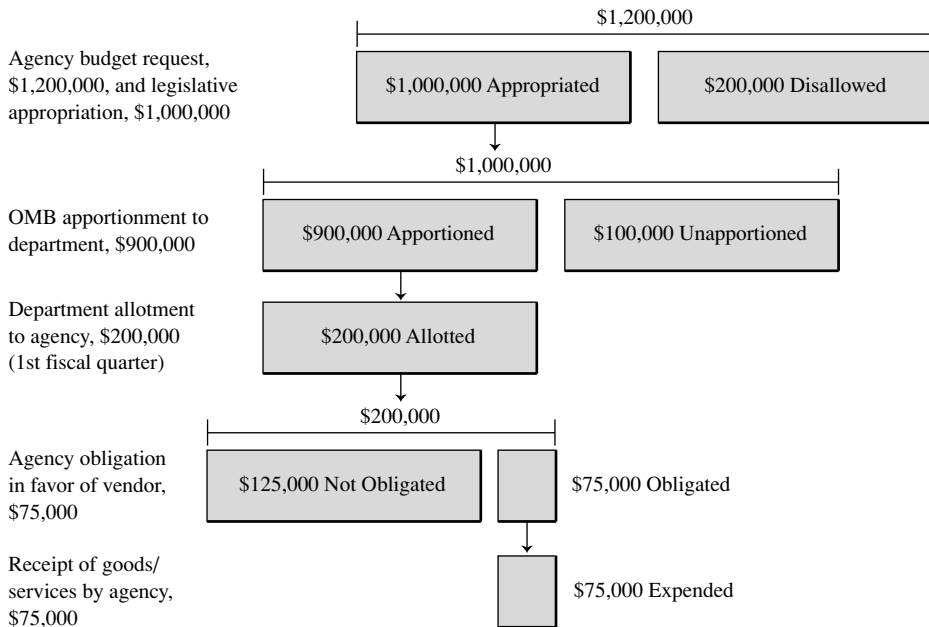 $1,200,000
Agency budget request,
$1,200,000, and legislative
appropriation, $1,000,000
$1,000,000 Appropriated
$200,000 Disallowed
$1,000,000
OMB apportionment to
department, $900,000
$900,000 Apportioned
$100,000 Unapportioned
Department allotment
to agency, $200,000
(1st fiscal quarter)
$200,000 Allotted
$200,000
Agency obligation
in favor of vendor,
$75,000
$125,000 Not Obligated
$75,000 Obligated
Receipt of goods/
services by agency,
$75,000
$75,000 Expended